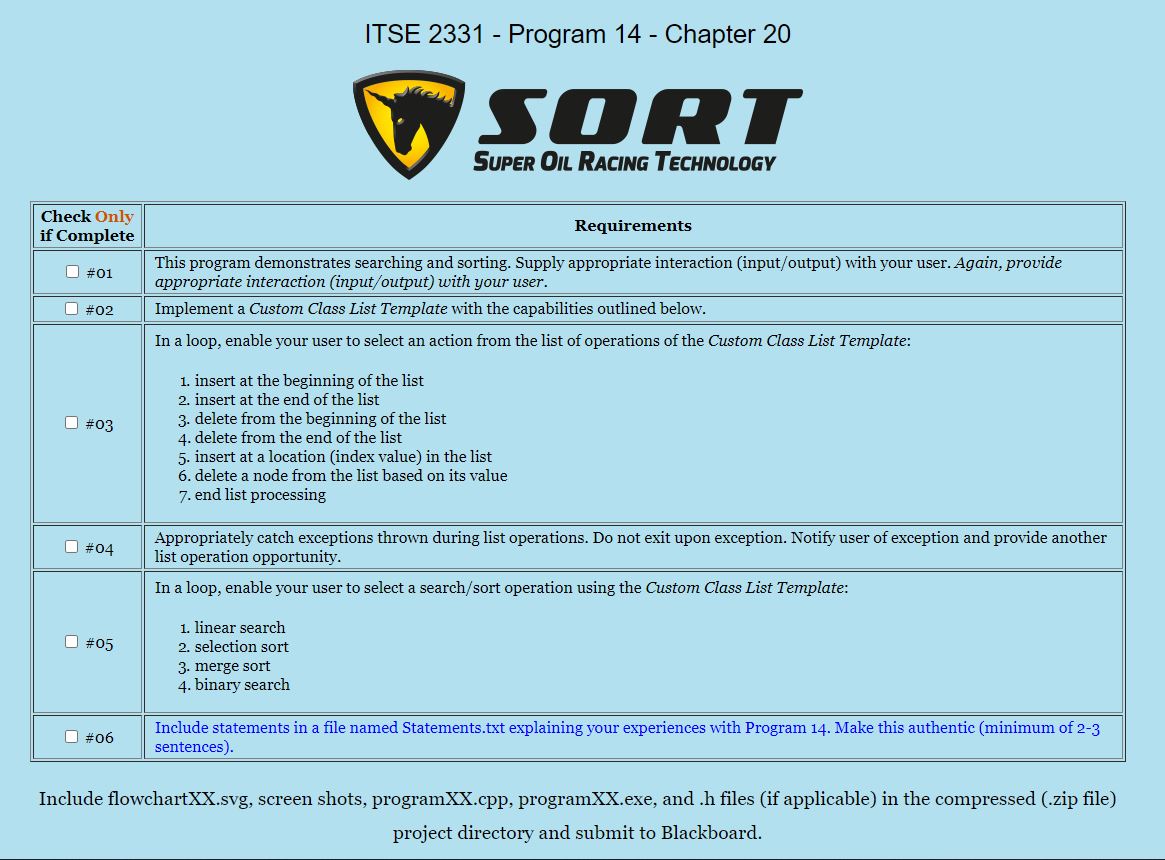 ITSE 2331 - Program 14 - Chapter 20
SORT
SUPER OIL RACING TECHNOLOGY
Check Only
if Complete
Requirements
#01
This program demonstrates searching and sorting. Supply appropriate interaction (input/output) with your user. Again, provide
appropriate interaction (input/output) with your user.
#02
Implement a Custom Class List Template with the capabilities outlined below.
#03
In a loop, enable your user to select an action from the list of operations of the Custom Class List Template:
1. insert at the beginning of the list
2. insert at the end of the list
3. delete from the beginning of the list
4. delete from the end of the list
5. insert at a location (index value) in the list
6. delete a node from the list based on its value
7. end list processing
#04
Appropriately catch exceptions thrown during list operations. Do not exit upon exception. Notify user of exception and provide another
list operation opportunity.
#05
In a loop, enable your user to select a search/sort operation using the Custom Class List Template:
1. linear search
2. selection sort
3. merge sort
4. binary search
#06
Include statements in a file named Statements.txt explaining your experiences with Program 14. Make this authentic (minimum of 2-3
sentences).
Include flowchartXX.svg, screen shots, programXX.cpp, programXX.exe, and .h files (if applicable) in the compressed (.zip file)
project directory and submit to Blackboard.